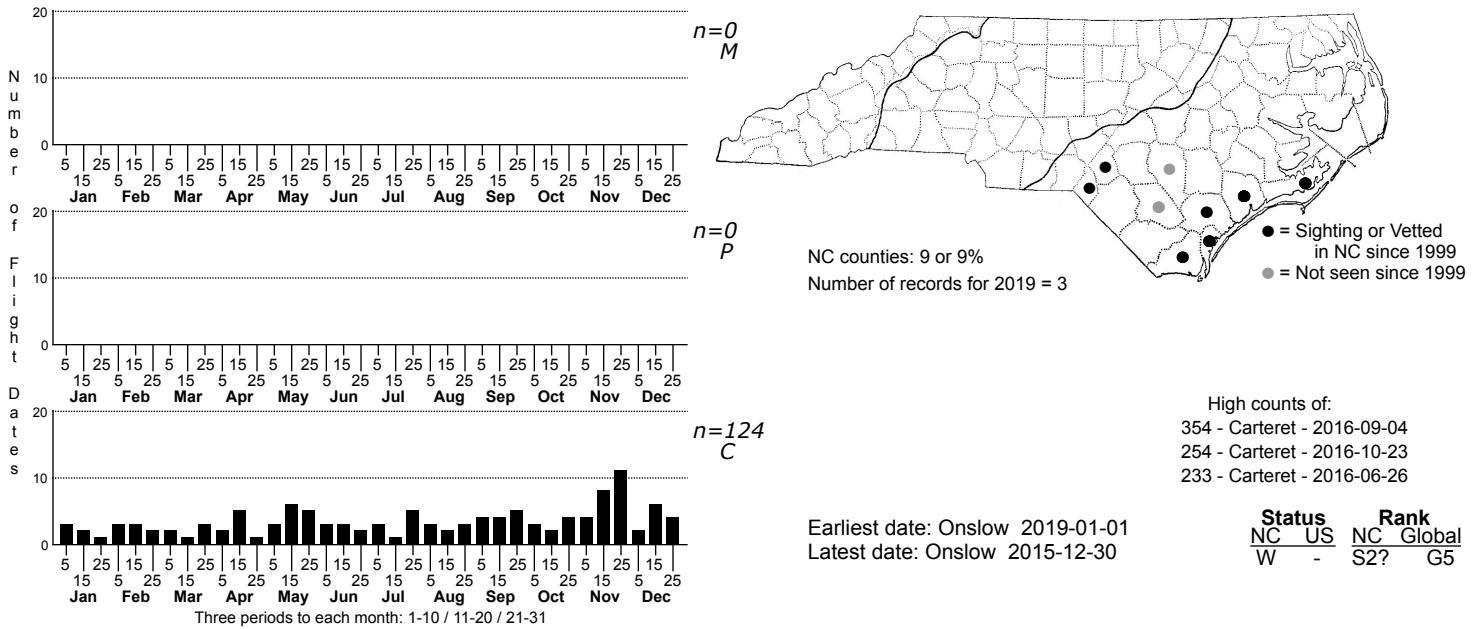 Number of Flight Dates
20
10
0
5 15 25 5 15 25 5 15 25 5 15 25 5 15 25 5 15 25 5 15 25 5 15 25 5 15 25 5 15 25 5 15 25 5 15 25
Jan Feb Mar Apr May Jun Jul Aug Sep Oct Nov Dec
n=0
M
20
10
0
5 15 25 5 15 25 5 15 25 5 15 25 5 15 25 5 15 25 5 15 25 5 15 25 5 15 25 5 15 25 5 15 25 5 15 25
Jan Feb Mar Apr May Jun Jul Aug Sep Oct Nov Dec
n=0
P
20
10
0
5 15 25 5 15 25 5 15 25 5 15 25 5 15 25 5 15 25 5 15 25 5 15 25 5 15 25 5 15 25 5 15 25 5 15 25
Jan Feb Mar Apr May Jun Jul Aug Sep Oct Nov Dec
n=124
C
Three periods to each month: 1-10 / 11-20 / 21-31
NC counties: 9 or 9%
Number of records for 2019 = 3
= Sighting or Vetted
in NC since 1999
= Not seen since 1999
High counts of:
354 - Carteret - 2016-09-04
254 - Carteret - 2016-10-23
233 - Carteret - 2016-06-26
Earliest date: Onslow 2019-01-01
Latest date: Onslow 2015-12-30
Status Rank
NC US NC Global
W - S2? G5